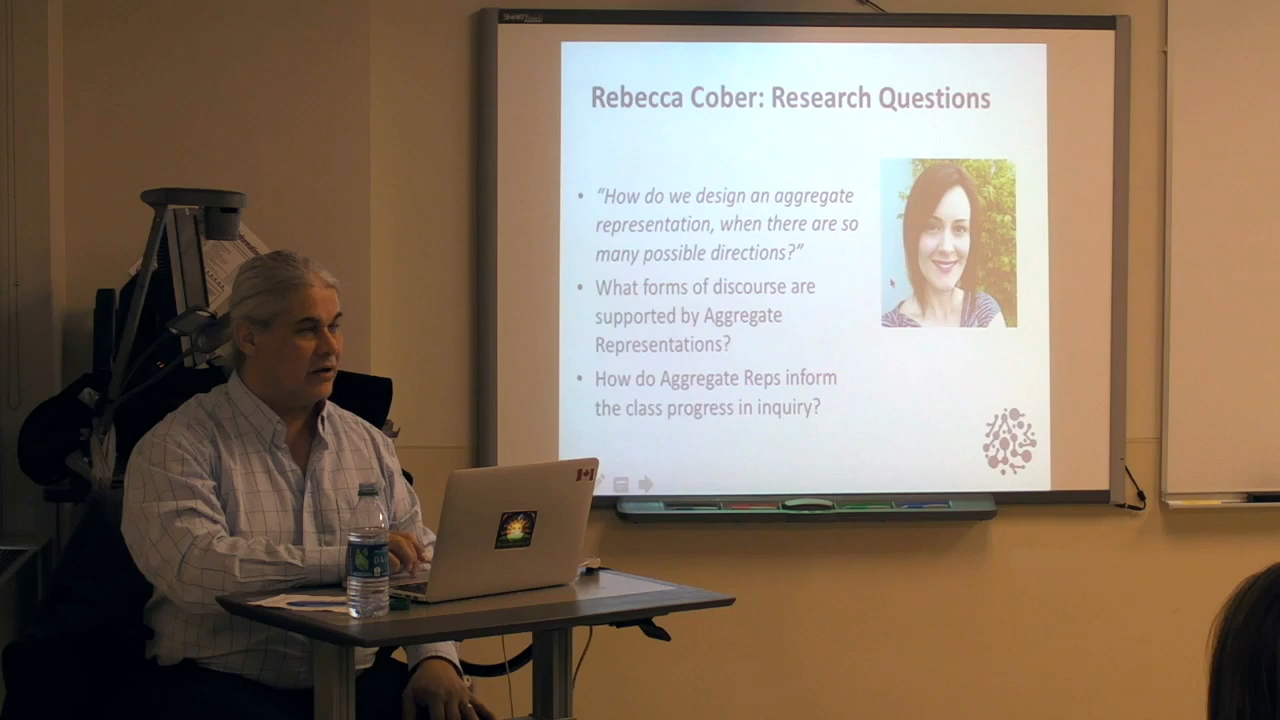 SMART
Rebecca Cober: Research Questions
• “How do we design an aggregate
representation, when there are so
many possible directions?”
• What forms of discourse are
supported by Aggregate
Representations?
• How do Aggregate Reps inform
the class progress in inquiry?